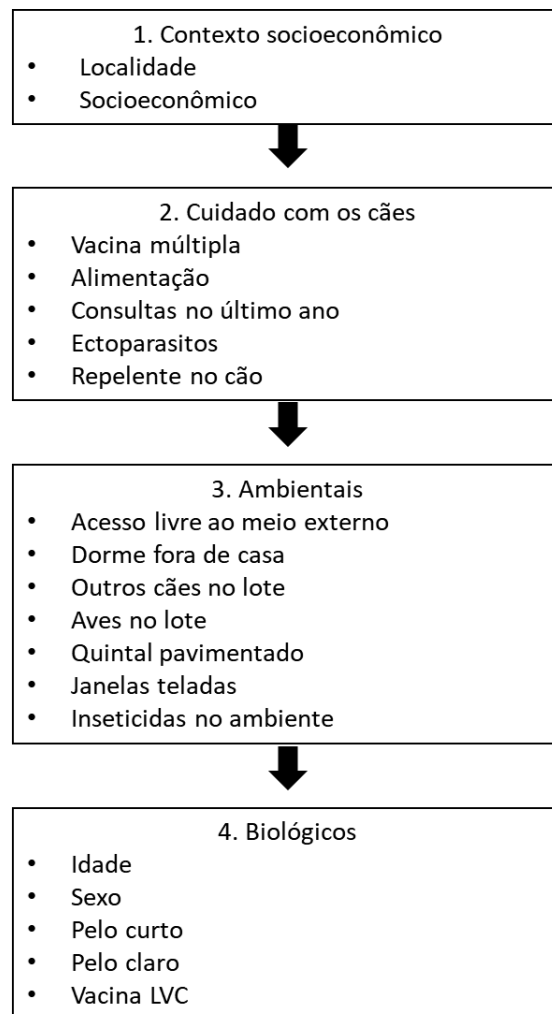 1. Contexto socioeconômico
• Localidade
• Socioeconômico
2. Cuidado com os cães
• Vacina múltipla
• Alimentação
• Consultas no último ano
• Ectoparasitos
• Repelente no cão
3. Ambientais
• Acesso livre ao meio externo
• Dorme fora de casa
• Outros cães no lote
• Aves no lote
• Quintal pavimentado
• Janelas teladas
• Inseticidas no ambiente
4. Biológicos
• Idade
• Sexo
• Pelo curto
• Pelo claro
• Vacina LVC